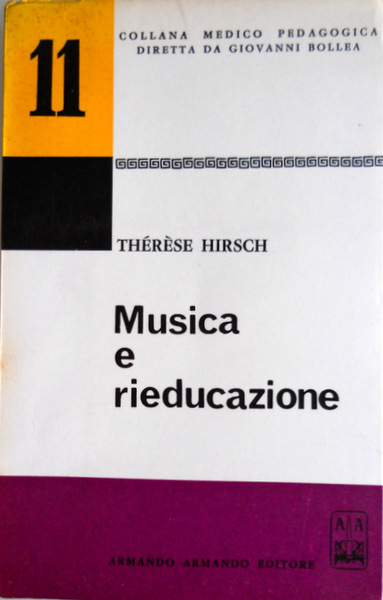 11
COLLANA MEDICO PEDAGOGICA
DIRETTA DA GIOVANNI BOLLEA
THÉRÈSE HIRSCH
Musica
e
rieducazione
A A
ARMANDO ARMANDO EDITORE